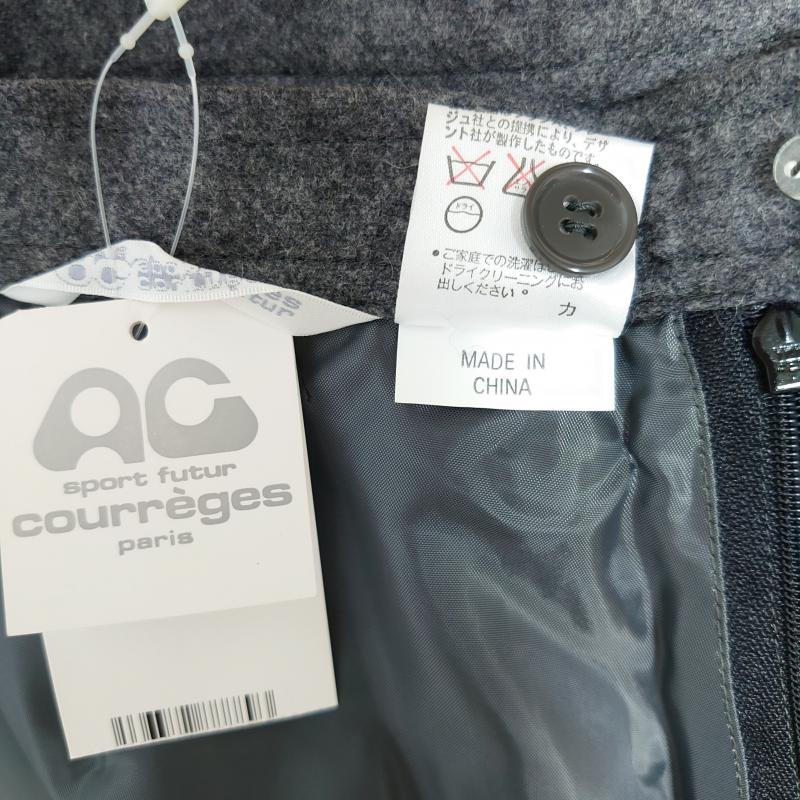 ジュ社との提携により、デザ
ント社が製作したものです。
ドライ
・ご家庭での洗濯は
ドライクリーニングにお
出しください。
カ
MADE IN
CHINA
AC
sport futur
courrèges
paris